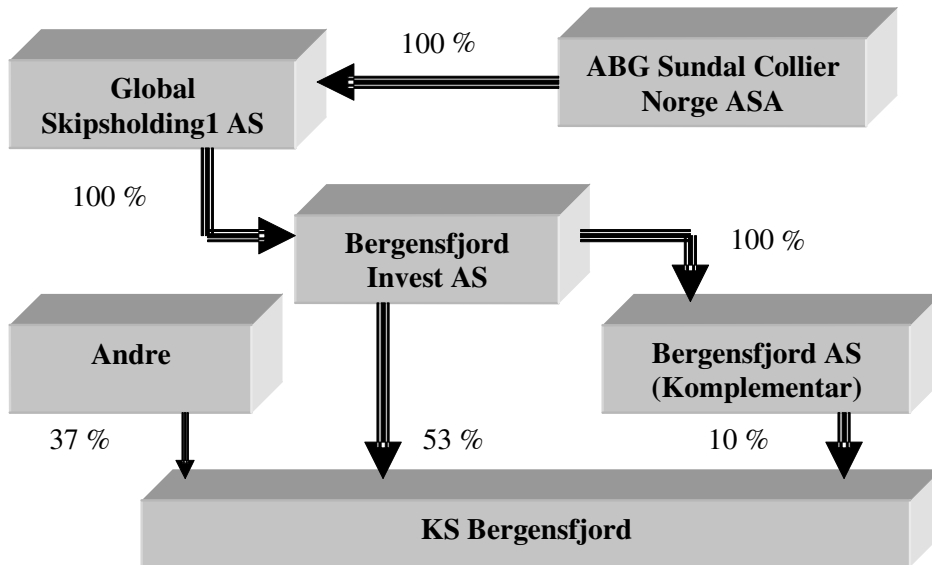 100 %
ABG Sundal Collier
Norge ASA
Global
Skipsholding1 AS
100 %
Bergensfjord
Invest AS
100 %
Andre
Bergensfjord AS
(Komplementar)
37 %
53 %
10 %
KS Bergensfjord